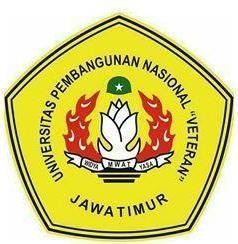 UNIVERSITAS PEMBANGUNAN NASIONAL "VETERAN"
WIDYA MWAT YASA
JAWA TIMUR